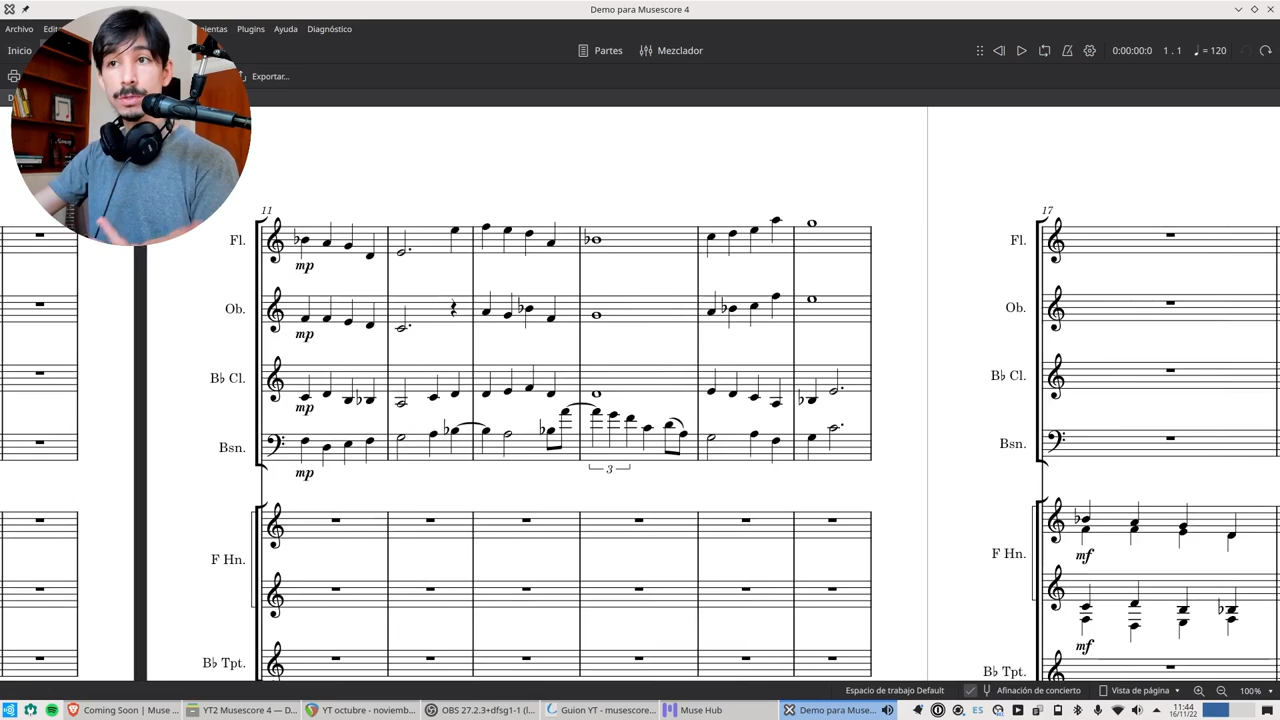 Demo para Musescore 4
Archivo
Plugins Ayuda Diagnóstico
Inicio
Partes Mezclador
0:00:00:0 1 . 1 ♩ = 120
Exportar...
11
17
Fl.
mp
Fl.
Ob.
mp
Ob.
B♭ Cl.
mp
B♭ Cl.
Bsn.
mp
3
Bsn.
F Hn.
F Hn.
mf
mf
B♭ Tpt.
B♭ Tpt.
Espacio de trabajo Default Afinación de concierto Vista de página 100%
Coming Soon | Muse ... YT2 Musescore 4 — D... YT octubre - noviemb... OBS 27.2.3+dfsg1-1 (l... Guion YT - musescore... Muse Hub Demo para Musesc... ES 11:44
16/11/22